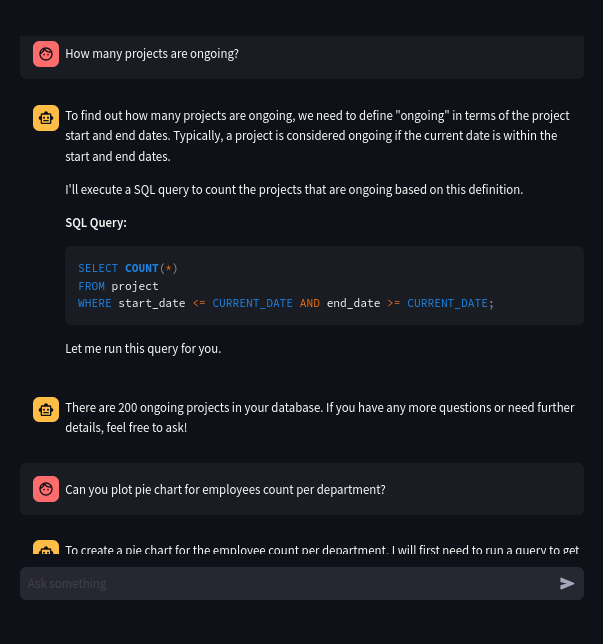 How many projects are ongoing?
To find out how many projects are ongoing, we need to define "ongoing" in terms of the project
start and end dates. Typically, a project is considered ongoing if the current date is within the
start and end dates.
I'll execute a SQL query to count the projects that are ongoing based on this definition.
SQL Query:
SELECT COUNT(*)
FROM project
WHERE start_date <= CURRENT_DATE AND end_date >= CURRENT_DATE;
Let me run this query for you.
There are 200 ongoing projects in your database. If you have any more questions or need further
details, feel free to ask!
Can you plot pie chart for employees count per department?
To create a pie chart for the employee count per department, I will first need to run a query to get
Ask something